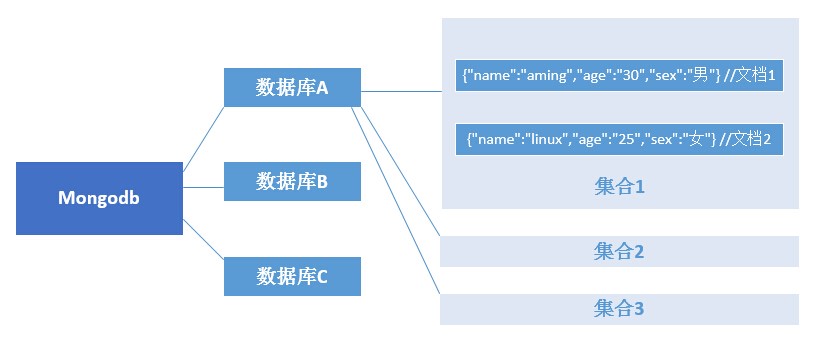 Mongodb
数据库A
数据库B
数据库C
{"name":"aming","age":"30","sex":"男"} //文档1
{"name":"linux","age":"25","sex":"女"} //文档2
集合1
集合2
集合3